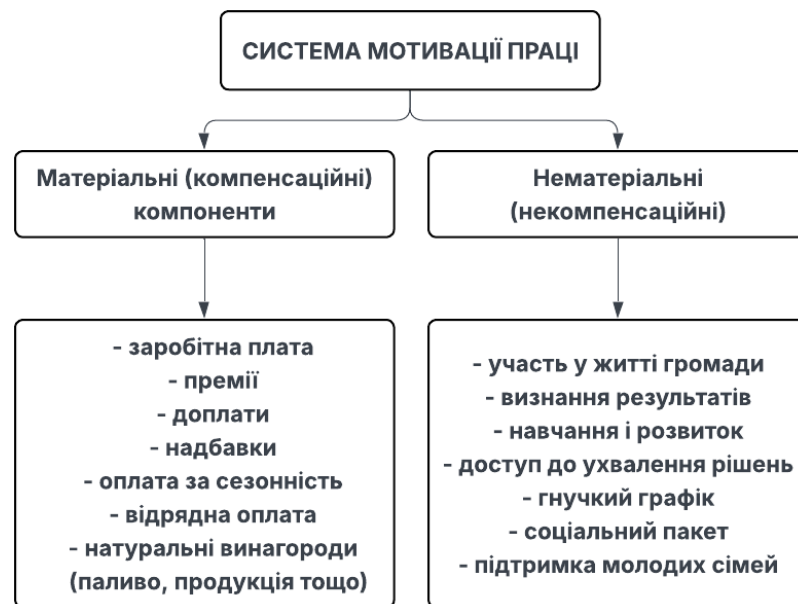 СИСТЕМА МОТИВАЦІЇ ПРАЦІ
Матеріальні (компенсаційні)
компоненти
Нематеріальні
(некомпенсаційні)
- заробітна плата
- премії
- доплати
- надбавки
- оплата за сезонність
- відрядна оплата
- натуральні винагороди
(паливо, продукція тощо)
- участь у житті громади
- визнання результатів
- навчання і розвиток
- доступ до ухвалення рішень
- гнучкий графік
- соціальний пакет
- підтримка молодих сімей